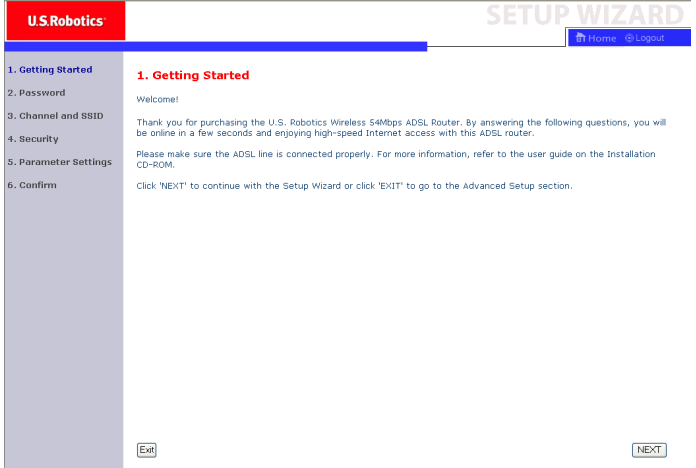 U.S.Robotics
SETUP WIZARD
Home Logout
1. Getting Started
2. Password
3. Channel and SSID
4. Security
5. Parameter Settings
6. Confirm
1. Getting Started
Welcome!
Thank you for purchasing the U.S. Robotics Wireless 54Mbps ADSL Router. By answering the following questions, you will
be online in a few seconds and enjoying high-speed Internet access with this ADSL router.
Please make sure the ADSL line is connected properly. For more information, refer to the user guide on the Installation
CD-ROM.
Click 'NEXT' to continue with the Setup Wizard or click 'EXIT' to go to the Advanced Setup section.
Exit
NEXT